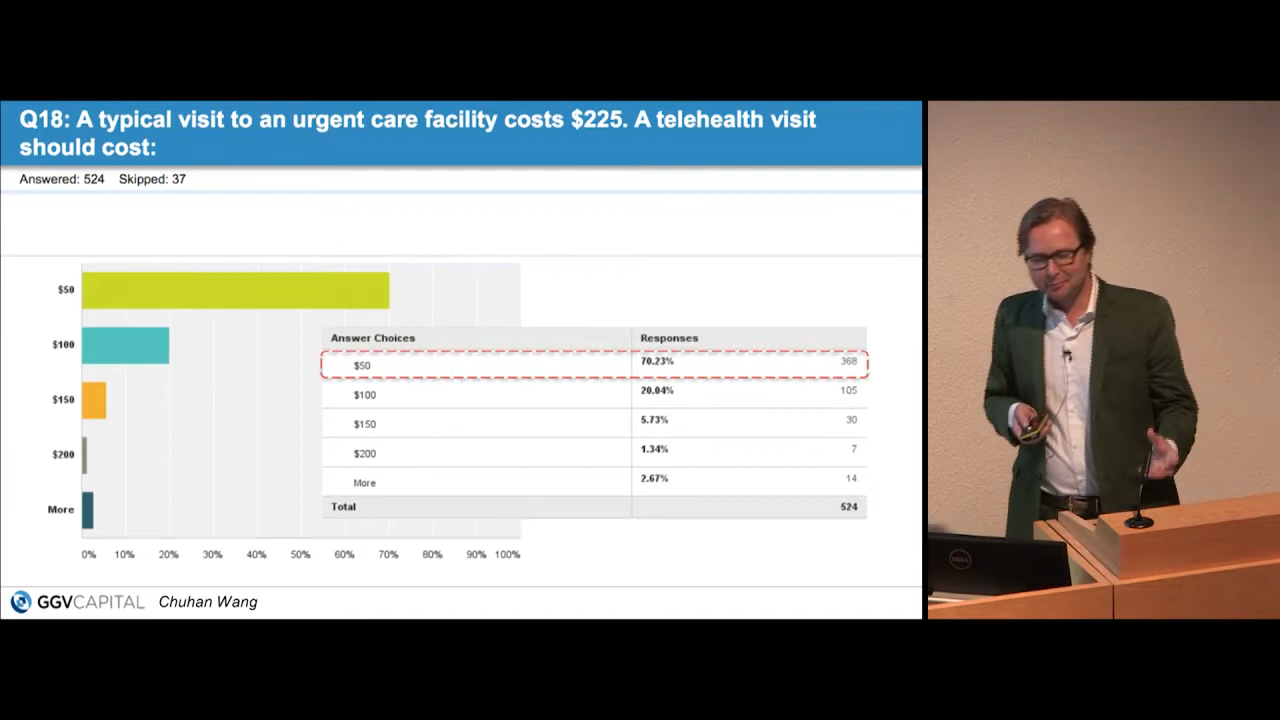 Q18: A typical visit to an urgent care facility costs $225. A telehealth visit
should cost:
Answered: 524 Skipped: 37
$50
$100
$150
$200
More
0% 10% 20% 30% 40% 50% 60% 70% 80% 90% 100%
Answer Choices Responses
$50 70.23% 368
$100 20.04% 105
$150 5.73% 30
$200 1.34% 7
More 2.67% 14
Total 524
GGVCAPITAL Chuhan Wang
DELL